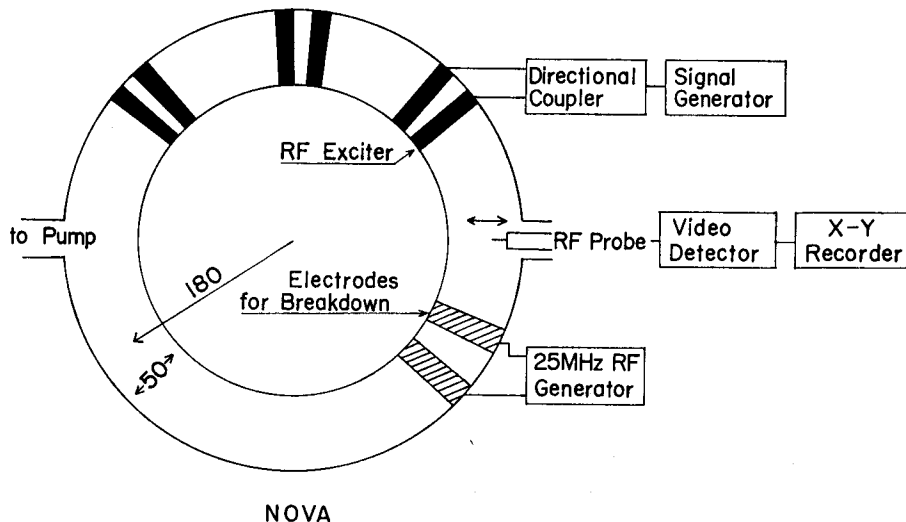 Directional
Coupler
Signal
Generator
RF Exciter
to Pump
RF Probe
Video
Detector
X-Y
Recorder
180
Electrodes
for Breakdown
50
25MHz RF
Generator
NOVA